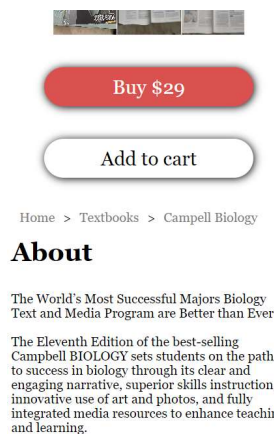 Buy $29
Add to cart
Home > Textbooks > Campell Biology
About
The World's Most Successful Majors Biology
Text and Media Program are Better than Ever
The Eleventh Edition of the best-selling
Campbell BIOLOGY sets students on the path
to success in biology through its clear and
engaging narrative, superior skills instruction
innovative use of art and photos, and fully
integrated media resources to enhance teachin
and learning.